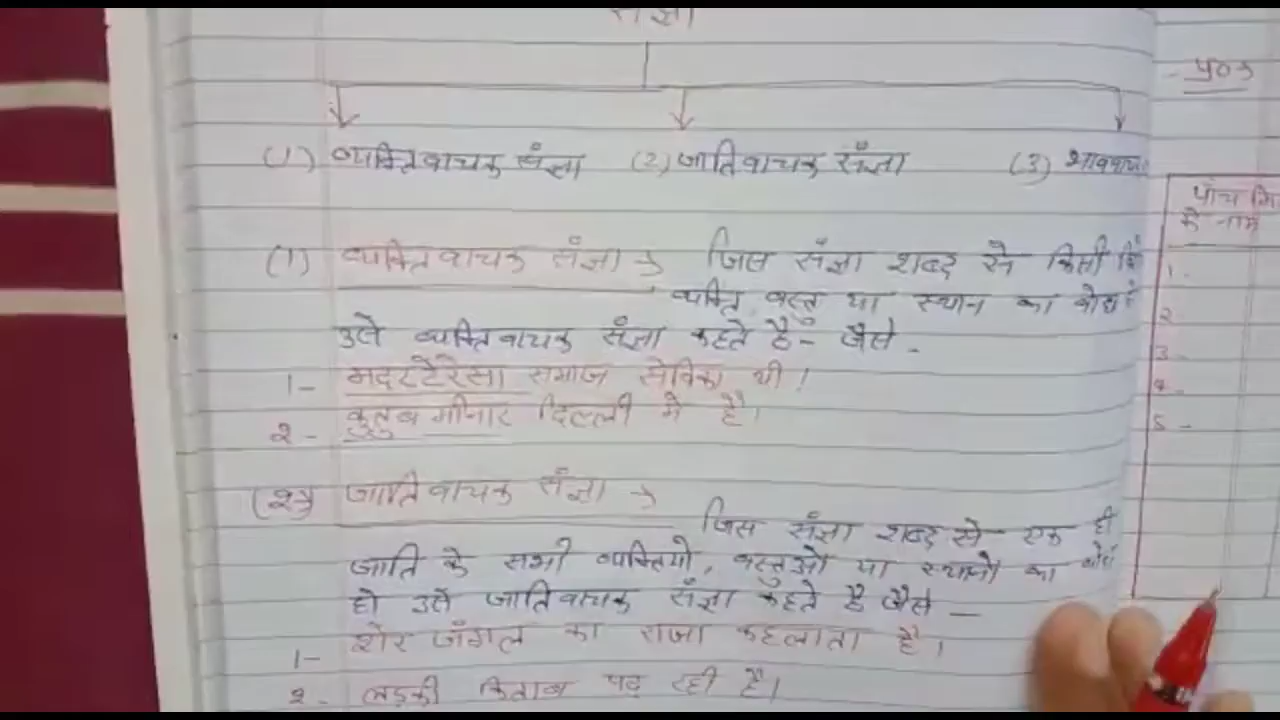 संज्ञा
(1) व्यक्तिवाचक संज्ञा (2) जातिवाचक संज्ञा (3) भाववाच
(1) व्यक्तिवाचक संज्ञा → जिस संज्ञा शब्द से किसी
व्यक्ति, वस्तु या स्थान का बोध
उसे व्यक्तिवाचक संज्ञा कहते है - जैसे -
1- मदरटेरेसा समाज सेविका थी।
2- कुतुबमीनार दिल्ली में है।
(2) जातिवाचक संज्ञा →
जिस संज्ञा शब्द से एक ही
जाति के सभी व्यक्तियो, वस्तुओ या स्थानो का बोध
हो उसे जातिवाचक संज्ञा कहते है जैसे -
1- शेर जंगल का राजा कहलाता है।
2- लड़की किताब पढ़ रही है।
पाँच
के नाम
1-
2
3-
4-
5-